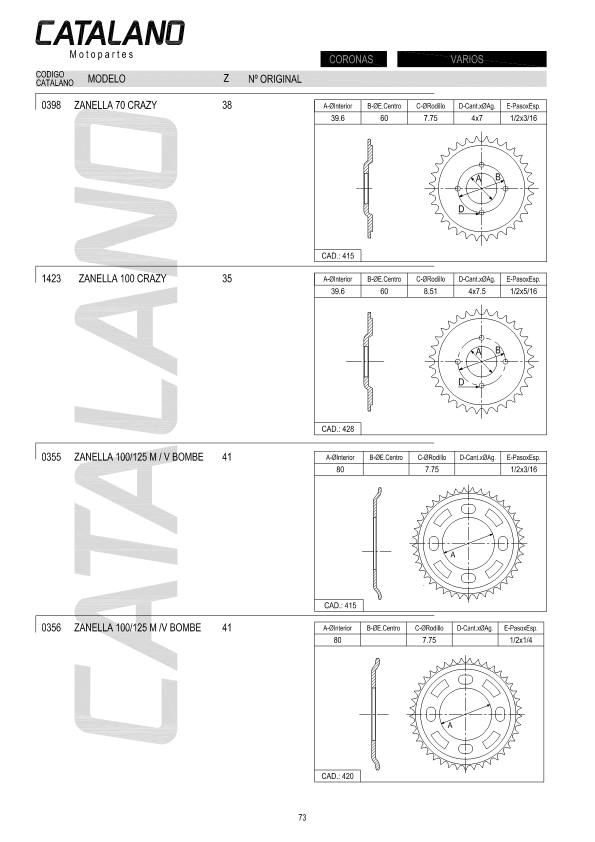 CATALANO
Motopartes
CORONAS VARIOS
CODIGO
CATALANO MODELO Z Nº ORIGINAL
0398 ZANELLA 70 CRAZY 38
A-ØInterior B-ØE.Centro C-ØRodillo D-Cant.xØAg. E-PasoxEsp.
39.6 60 7.75 4x7 1/2x3/16
A B
D
CAD.: 415
1423 ZANELLA 100 CRAZY 35
A-ØInterior B-ØE.Centro C-ØRodillo D-Cant.xØAg. E-PasoxEsp.
39.6 60 8.51 4x7.5 1/2x5/16
A B
D
CAD.: 428
0355 ZANELLA 100/125 M / V BOMBE 41
A-ØInterior B-ØE.Centro C-ØRodillo D-Cant.xØAg. E-PasoxEsp.
80 7.75 1/2x3/16
A
CAD.: 415
0356 ZANELLA 100/125 M /V BOMBE 41
A-ØInterior B-ØE.Centro C-ØRodillo D-Cant.xØAg. E-PasoxEsp.
80 7.75 1/2x1/4
A
CAD.: 420
CATALANO
73